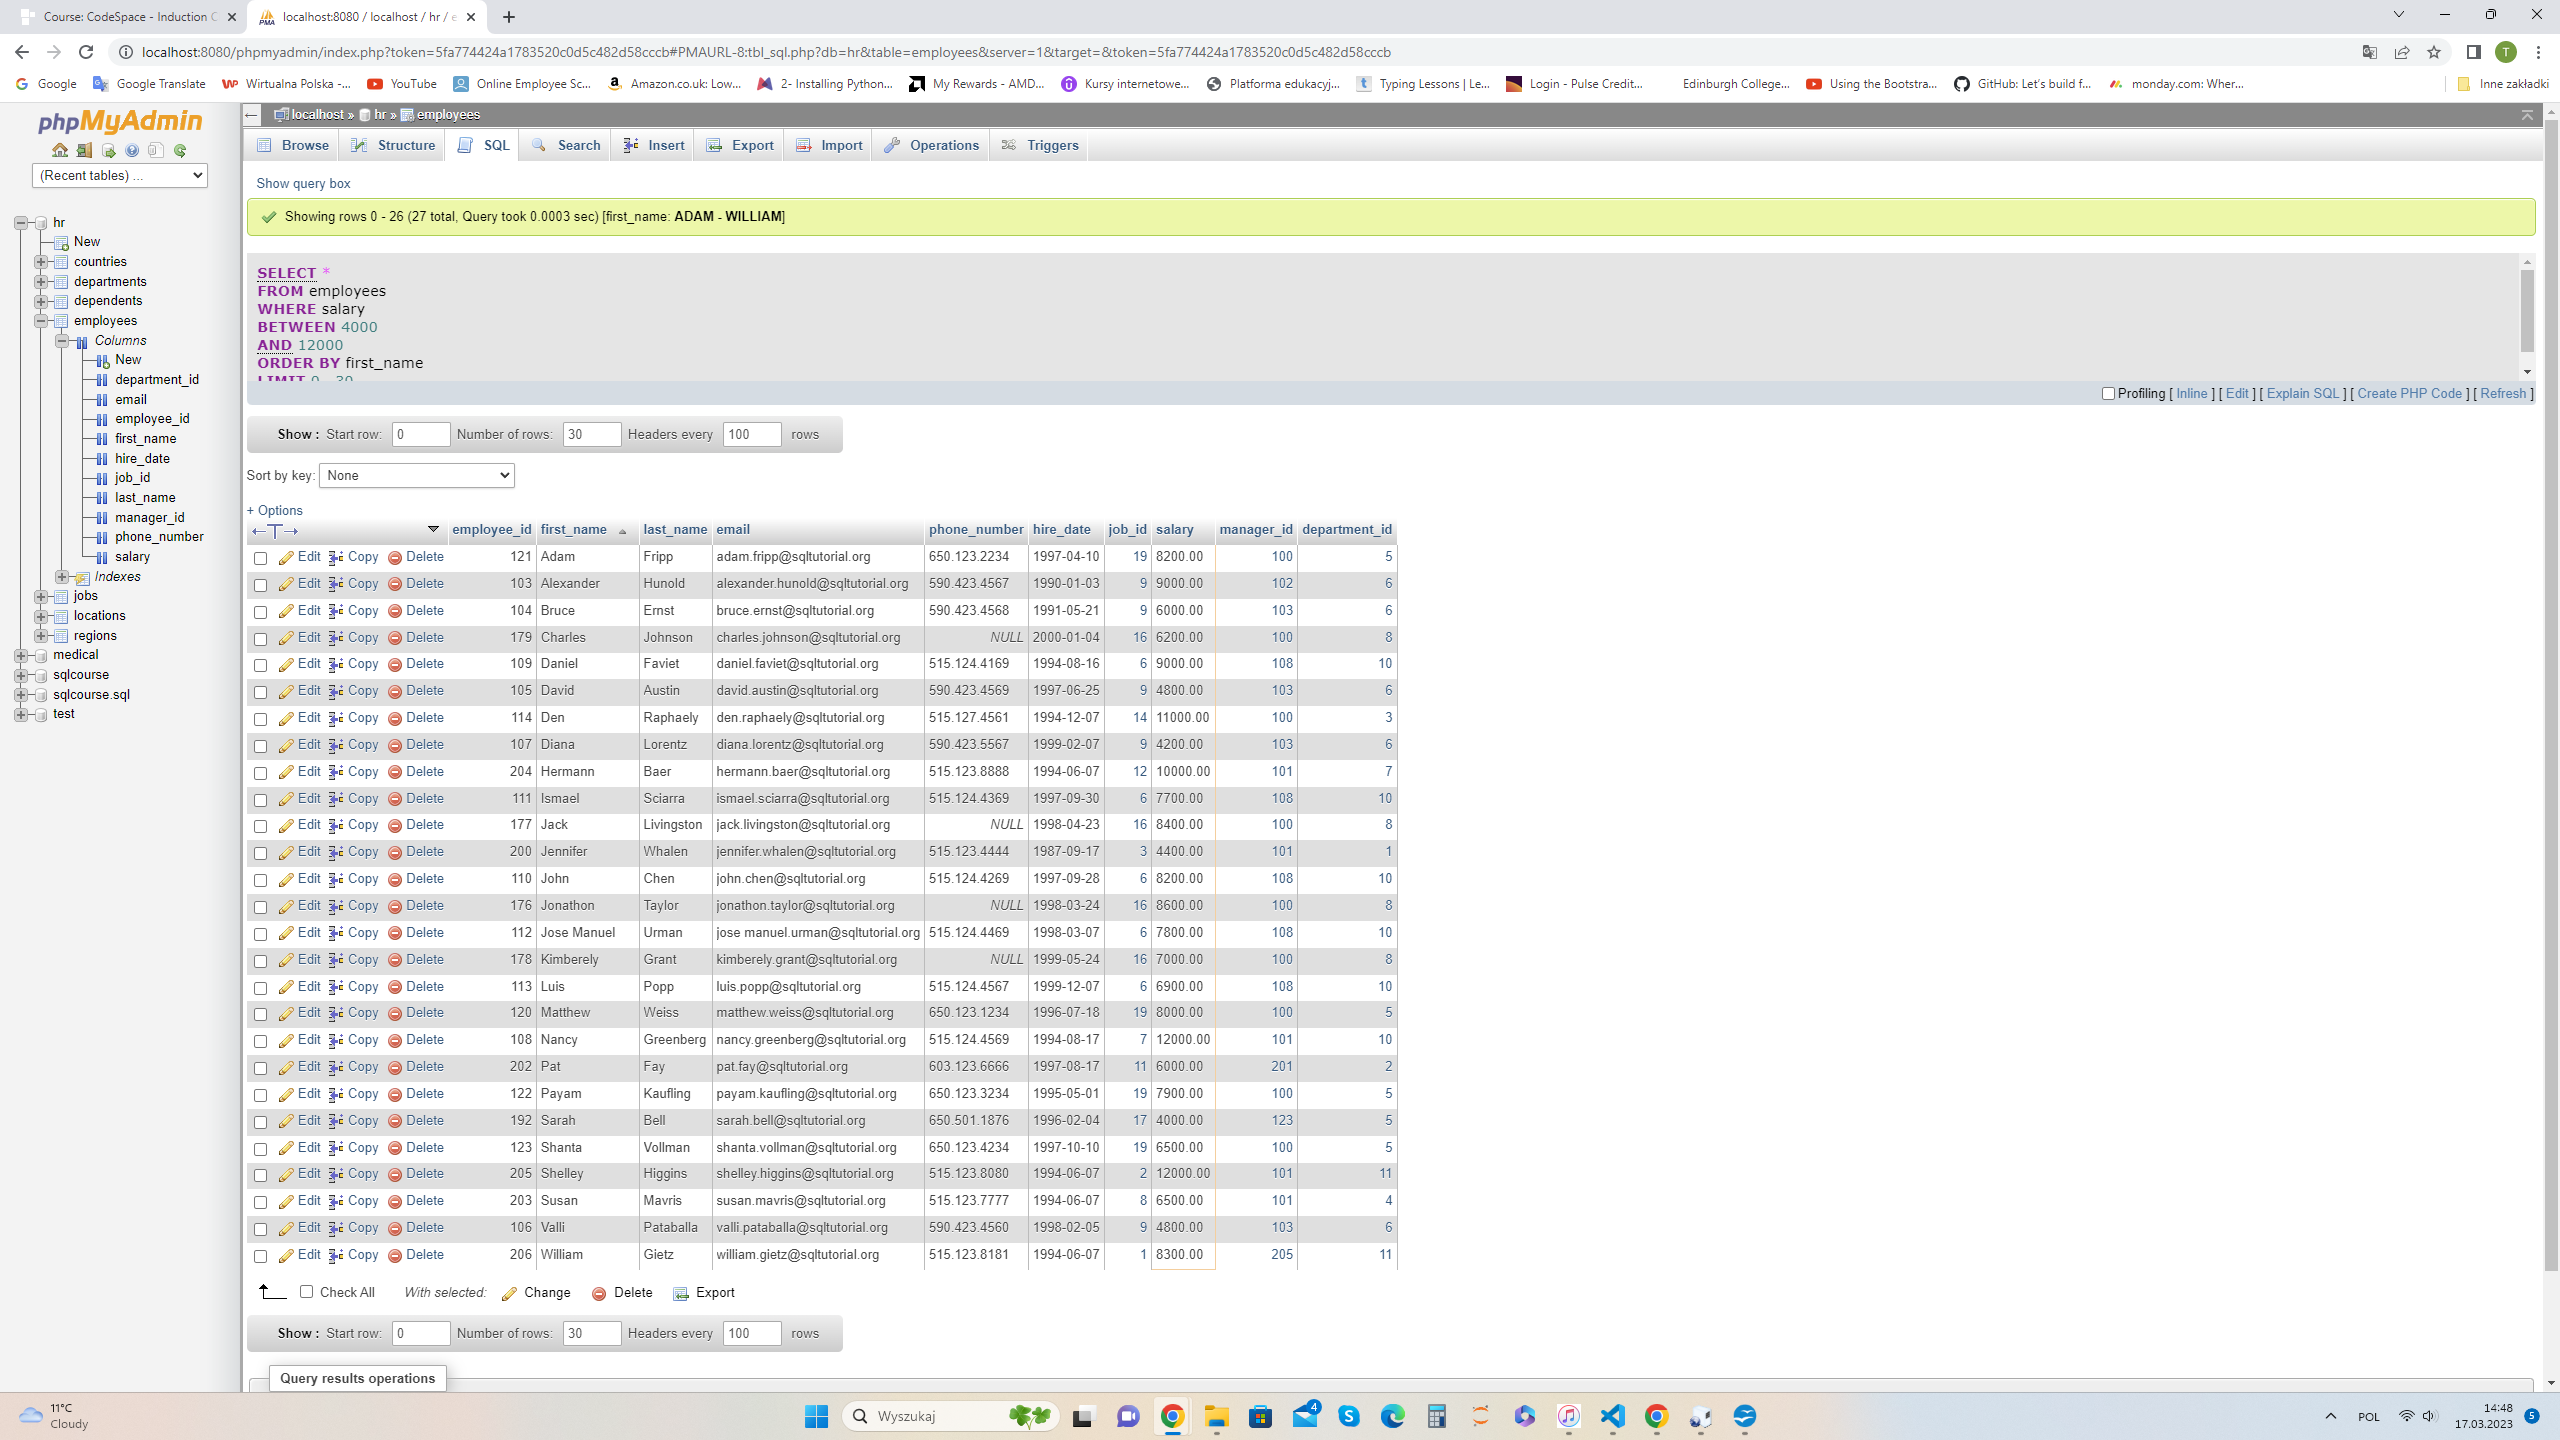 Course: CodeSpace - Induction C
localhost:8080 / localhost / hr / e
localhost:8080/phpmyadmin/index.php?token=5fa774424a1783520c0d5c482d58cccb#PMAURL-8:tbl_sql.php?db=hr&table=employees&server=1&target=&token=5fa774424a1783520c0d5c482d58cccb
T
Google Google Translate Wirtualna Polska -... YouTube Online Employee Sc... Amazon.co.uk: Low... 2- Installing Python... My Rewards - AMD... Kursy internetowe... Platforma edukacyj... Typing Lessons | Le... Login - Pulse Credit... Edinburgh College... Using the Bootstra... GitHub: Let's build f... monday.com: Wher... Inne zakładki
phpMyAdmin
(Recent tables) ...
hr
New
countries
departments
dependents
employees
Columns
New
department_id
email
employee_id
first_name
hire_date
job_id
last_name
manager_id
phone_number
salary
Indexes
jobs
locations
regions
medical
sqlcourse
sqlcourse.sql
test
localhost » hr » employees
Browse Structure SQL Search Insert Export Import Operations Triggers
Show query box
Showing rows 0 - 26 (27 total, Query took 0.0003 sec) [first_name: ADAM - WILLIAM]
SELECT *
FROM employees
WHERE salary
BETWEEN 4000
AND 12000
ORDER BY first_name
LIMIT 0 , 30
Profiling [ Inline ] [ Edit ] [ Explain SQL ] [ Create PHP Code ] [ Refresh ]
Show : Start row: 0 Number of rows: 30 Headers every 100 rows
Sort by key: None
+ Options
employee_id first_name last_name email phone_number hire_date job_id salary manager_id department_id
Edit Copy Delete 121 Adam Fripp adam.fripp@sqltutorial.org 650.123.2234 1997-04-10 19 8200.00 100 5
Edit Copy Delete 103 Alexander Hunold alexander.hunold@sqltutorial.org 590.423.4567 1990-01-03 9 9000.00 102 6
Edit Copy Delete 104 Bruce Ernst bruce.ernst@sqltutorial.org 590.423.4568 1991-05-21 9 6000.00 103 6
Edit Copy Delete 179 Charles Johnson charles.johnson@sqltutorial.org NULL 2000-01-04 16 6200.00 100 8
Edit Copy Delete 109 Daniel Faviet daniel.faviet@sqltutorial.org 515.124.4169 1994-08-16 6 9000.00 108 10
Edit Copy Delete 105 David Austin david.austin@sqltutorial.org 590.423.4569 1997-06-25 9 4800.00 103 6
Edit Copy Delete 114 Den Raphaely den.raphaely@sqltutorial.org 515.127.4561 1994-12-07 14 11000.00 100 3
Edit Copy Delete 107 Diana Lorentz diana.lorentz@sqltutorial.org 590.423.5567 1999-02-07 9 4200.00 103 6
Edit Copy Delete 204 Hermann Baer hermann.baer@sqltutorial.org 515.123.8888 1994-06-07 12 10000.00 101 7
Edit Copy Delete 111 Ismael Sciarra ismael.sciarra@sqltutorial.org 515.124.4369 1997-09-30 6 7700.00 108 10
Edit Copy Delete 177 Jack Livingston jack.livingston@sqltutorial.org NULL 1998-04-23 16 8400.00 100 8
Edit Copy Delete 200 Jennifer Whalen jennifer.whalen@sqltutorial.org 515.123.4444 1987-09-17 3 4400.00 101 1
Edit Copy Delete 110 John Chen john.chen@sqltutorial.org 515.124.4269 1997-09-28 6 8200.00 108 10
Edit Copy Delete 176 Jonathon Taylor jonathon.taylor@sqltutorial.org NULL 1998-03-24 16 8600.00 100 8
Edit Copy Delete 112 Jose Manuel Urman jose manuel.urman@sqltutorial.org 515.124.4469 1998-03-07 6 7800.00 108 10
Edit Copy Delete 178 Kimberely Grant kimberely.grant@sqltutorial.org NULL 1999-05-24 16 7000.00 100 8
Edit Copy Delete 113 Luis Popp luis.popp@sqltutorial.org 515.124.4567 1999-12-07 6 6900.00 108 10
Edit Copy Delete 120 Matthew Weiss matthew.weiss@sqltutorial.org 650.123.1234 1996-07-18 19 8000.00 100 5
Edit Copy Delete 108 Nancy Greenberg nancy.greenberg@sqltutorial.org 515.124.4569 1994-08-17 7 12000.00 101 10
Edit Copy Delete 202 Pat Fay pat.fay@sqltutorial.org 603.123.6666 1997-08-17 11 6000.00 201 2
Edit Copy Delete 122 Payam Kaufling payam.kaufling@sqltutorial.org 650.123.3234 1995-05-01 19 7900.00 100 5
Edit Copy Delete 192 Sarah Bell sarah.bell@sqltutorial.org 650.501.1876 1996-02-04 17 4000.00 123 5
Edit Copy Delete 123 Shanta Vollman shanta.vollman@sqltutorial.org 650.123.4234 1997-10-10 19 6500.00 100 5
Edit Copy Delete 205 Shelley Higgins shelley.higgins@sqltutorial.org 515.123.8080 1994-06-07 2 12000.00 101 11
Edit Copy Delete 203 Susan Mavris susan.mavris@sqltutorial.org 515.123.7777 1994-06-07 8 6500.00 101 4
Edit Copy Delete 106 Valli Pataballa valli.pataballa@sqltutorial.org 590.423.4560 1998-02-05 9 4800.00 103 6
Edit Copy Delete 206 William Gietz william.gietz@sqltutorial.org 515.123.8181 1994-06-07 1 8300.00 205 11
Check All With selected: Change Delete Export
Show : Start row: 0 Number of rows: 30 Headers every 100 rows
Query results operations
11°C
Cloudy
Wyszukaj
4
POL
14:48
17.03.2023
5